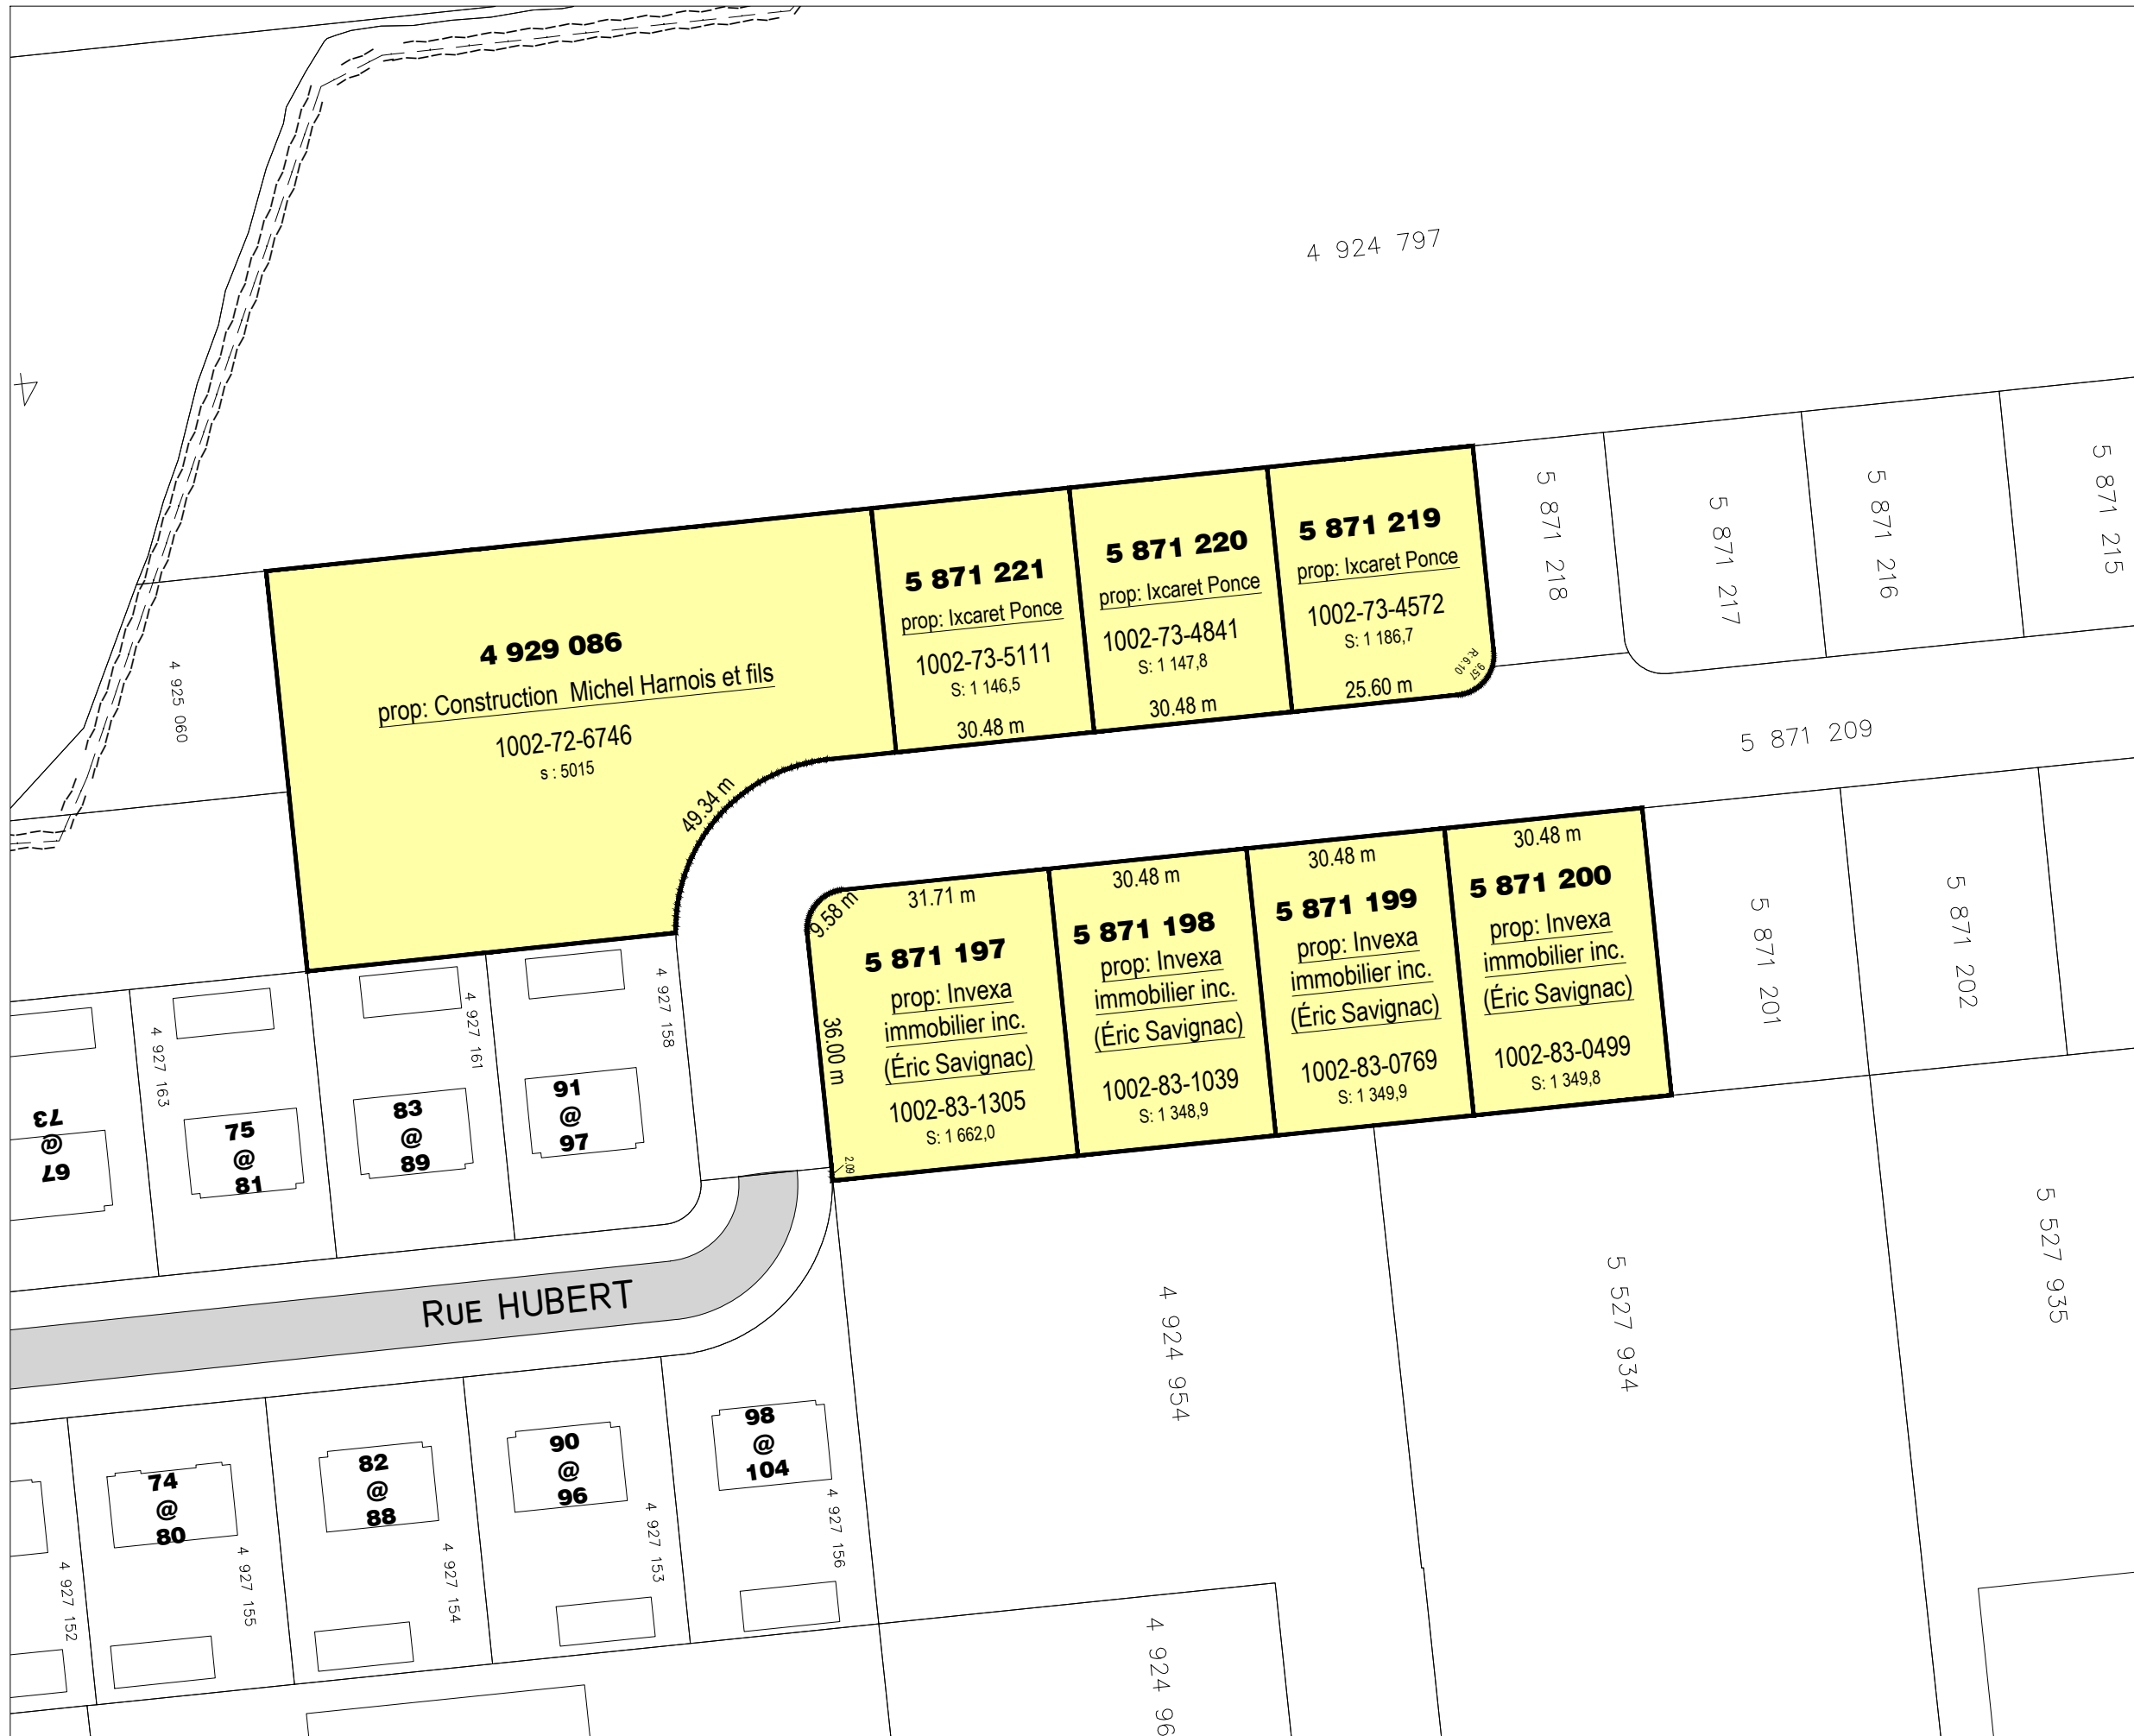 4 924 797
4
4 929 086
prop: Construction Michel Harnois et fils
1002-72-6746
s : 5015
49.34 m
5 871 221
prop: Ixcaret Ponce
1002-73-5111
S: 1 146,5
30.48 m
5 871 220
prop: Ixcaret Ponce
1002-73-4841
S: 1 147,8
30.48 m
5 871 219
prop: Ixcaret Ponce
1002-73-4572
S: 1 186,7
25.60 m
9.57
R: 6.10
5 871 218
5 871 217
5 871 216
5 871 215
4 925 060
5 871 209
9.58 m
31.71 m
5 871 197
prop: Invexa
immobilier inc.
(Éric Savignac)
1002-83-1305
S: 1 662,0
36.00 m
2.09
30.48 m
5 871 198
prop: Invexa
immobilier inc.
(Éric Savignac)
1002-83-1039
S: 1 348,9
30.48 m
5 871 199
prop: Invexa
immobilier inc.
(Éric Savignac)
1002-83-0769
S: 1 349,9
30.48 m
5 871 200
prop: Invexa
immobilier inc.
(Éric Savignac)
1002-83-0499
S: 1 349,8
5 871 201
5 871 202
67
@
73
4 927 163
75
@
81
83
@
89
4 927 161
91
@
97
4 927 158
Rue HUBERT
4 924 954
5 527 934
5 527 935
4 927 152
74
@
80
4 927 155
82
@
88
4 927 154
90
@
96
4 927 153
98
@
104
4 927 156
4 924 96